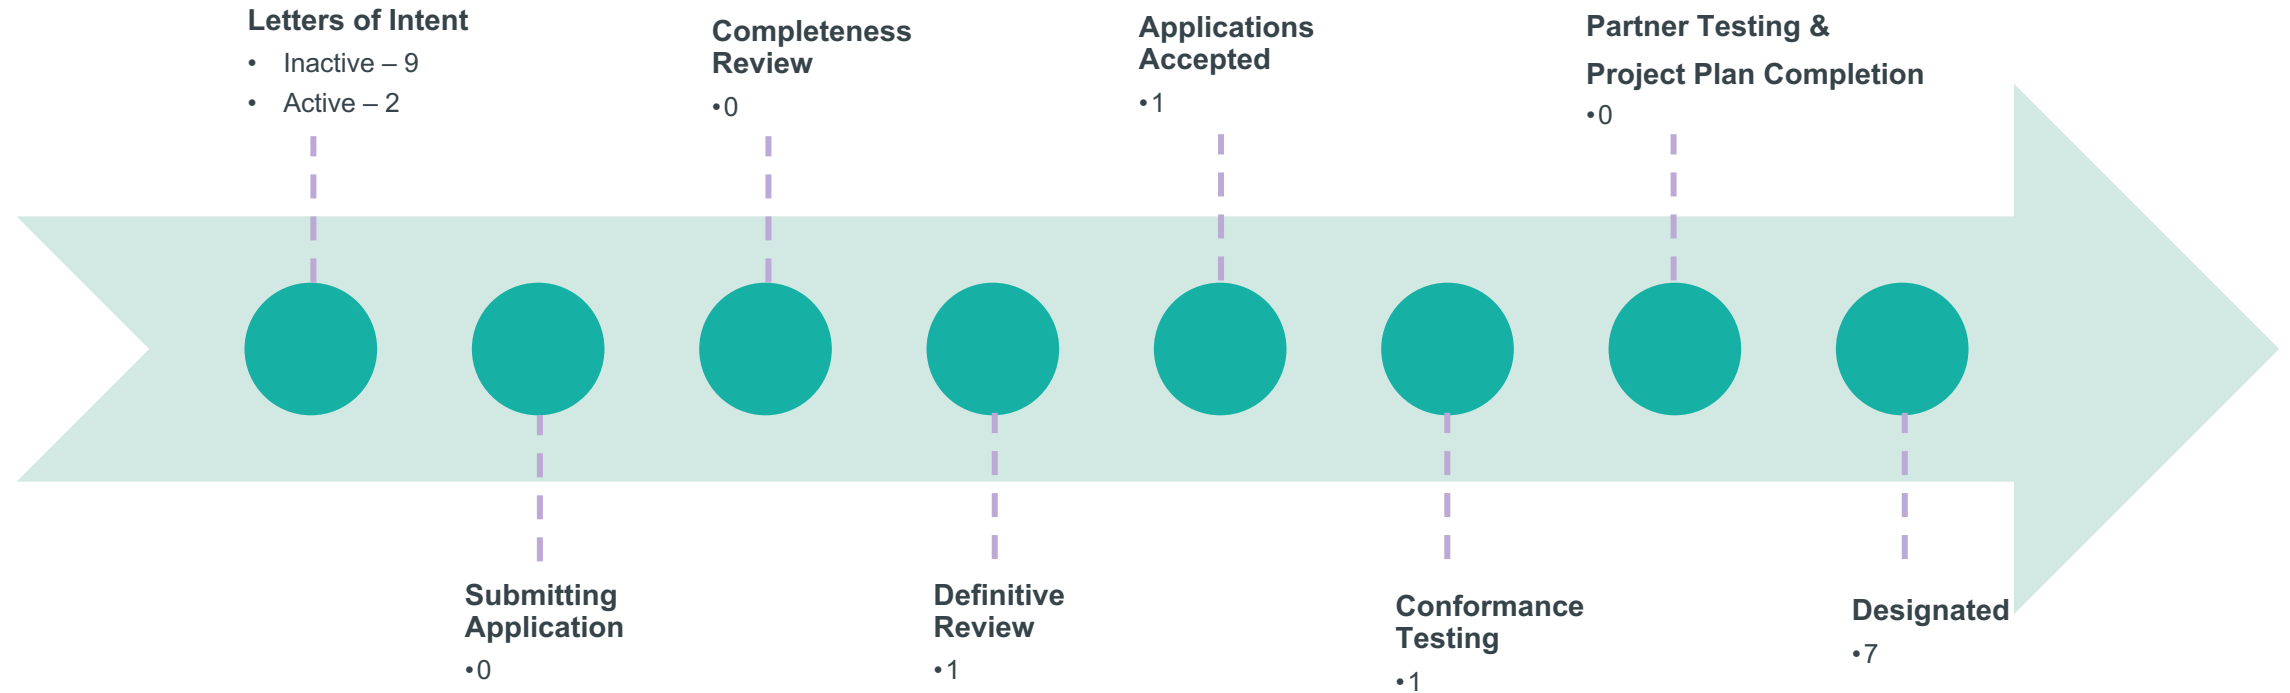 Letters of Intent
• Inactive – 9
• Active – 2
Submitting
Application
•0
Completeness
Review
•0
Definitive
Review
•1
Applications
Accepted
•1
Conformance
Testing
•1
Partner Testing &
Project Plan Completion
•0
Designated
•7